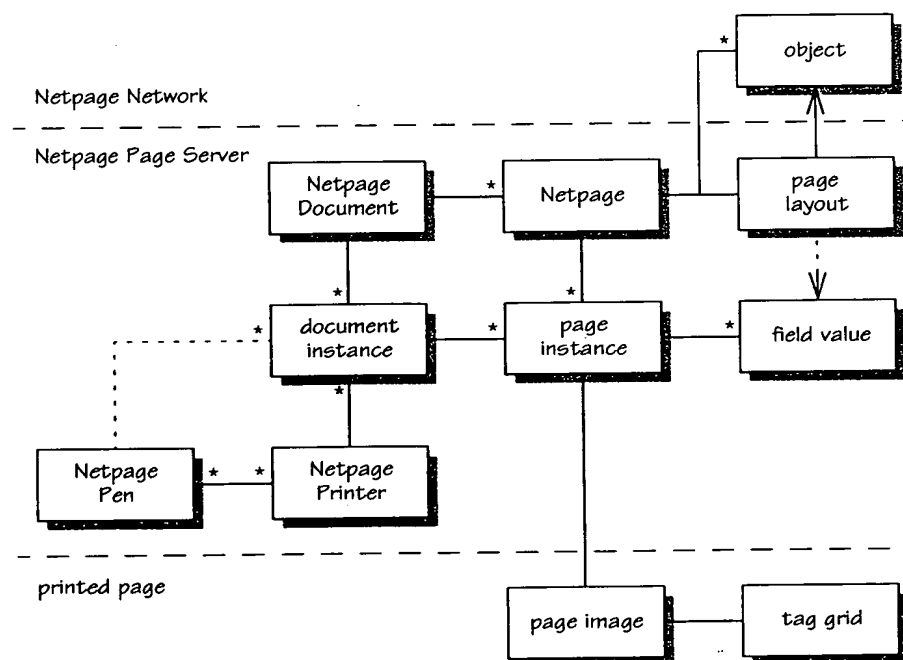 object
*
Netpage Network
Netpage Page Server
Netpage
Document
*
Netpage
page
layout
*
*
*
document
instance
*
page
instance
*
field value
*
Netpage
Pen
*
*
Netpage
Printer
printed page
page image
tag grid